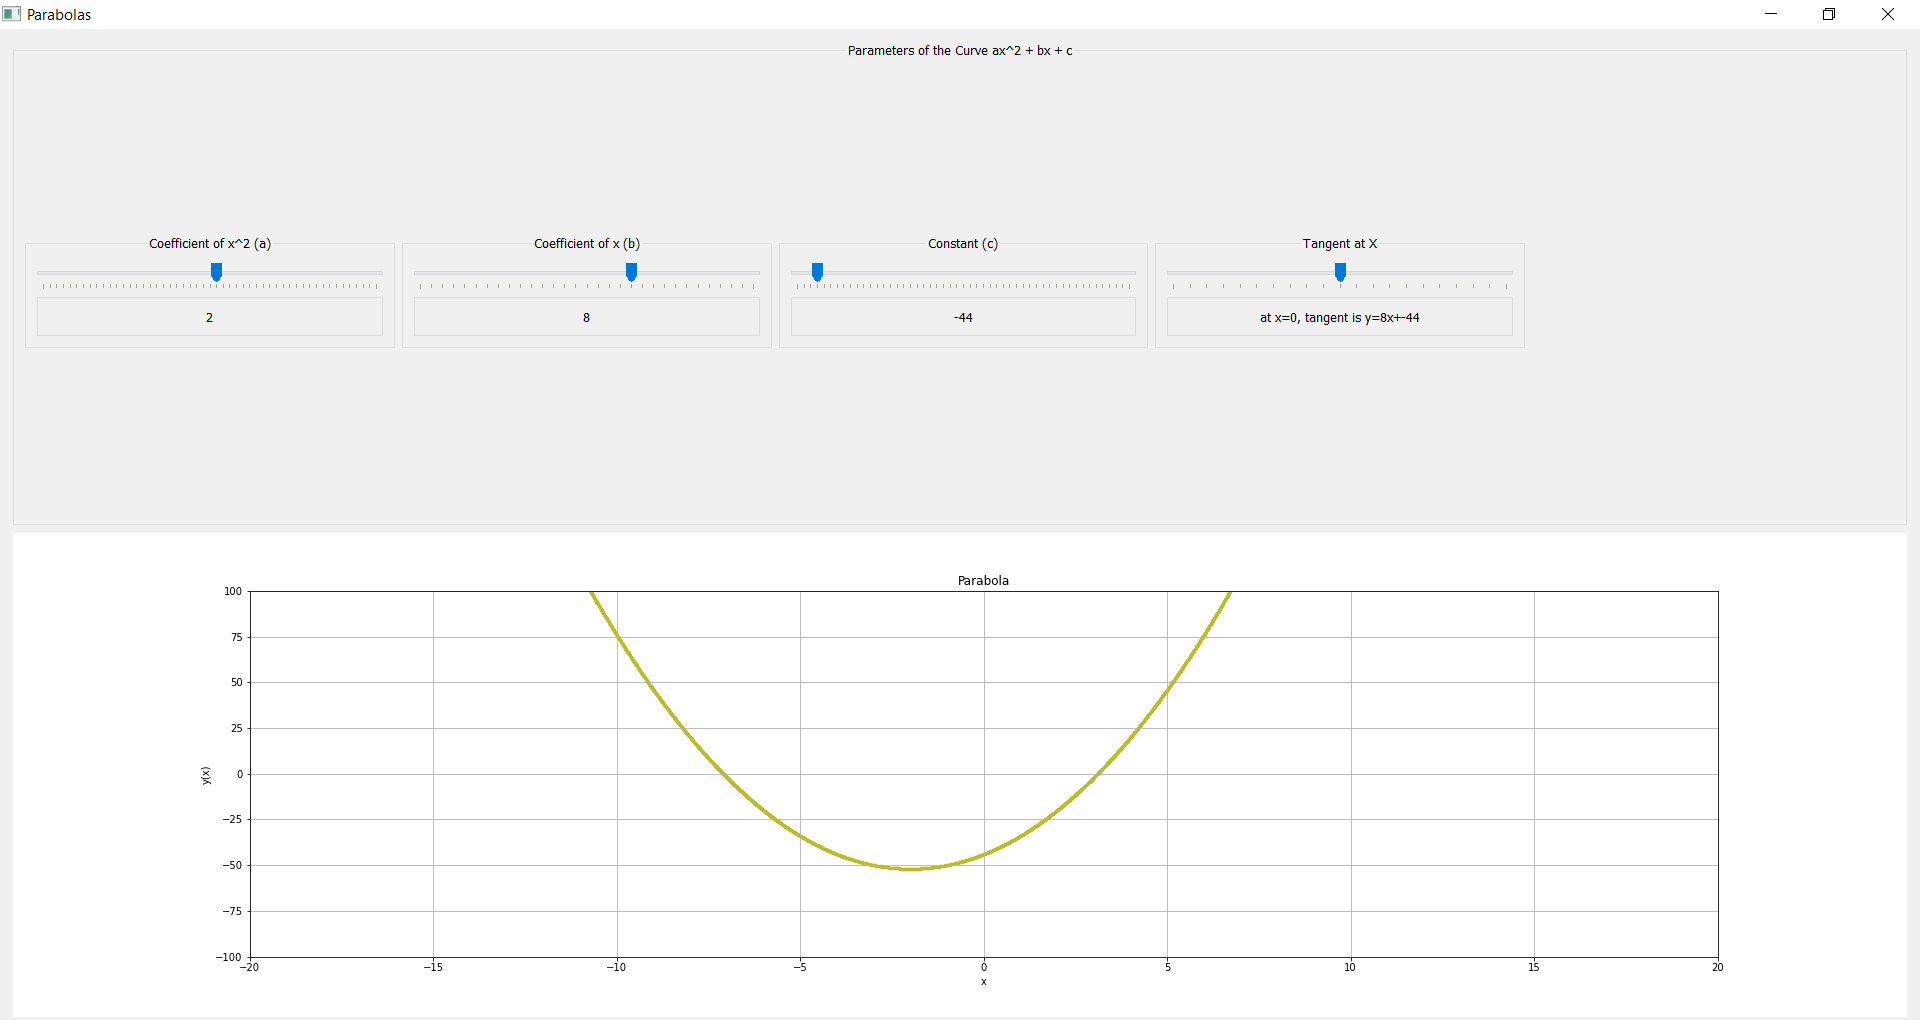 Parabolas
Parameters of the Curve ax^2 + bx + c
Coefficient of x^2 (a)
Coefficient of x (b)
Constant (c)
Tangent at X
2
8
-44
at x=0, tangent is y=8x+-44
Parabola
100
75
50
25
0
−25
−50
−75
−100
y(x)
−20
−15
−10
−5
0
5
10
15
20
x